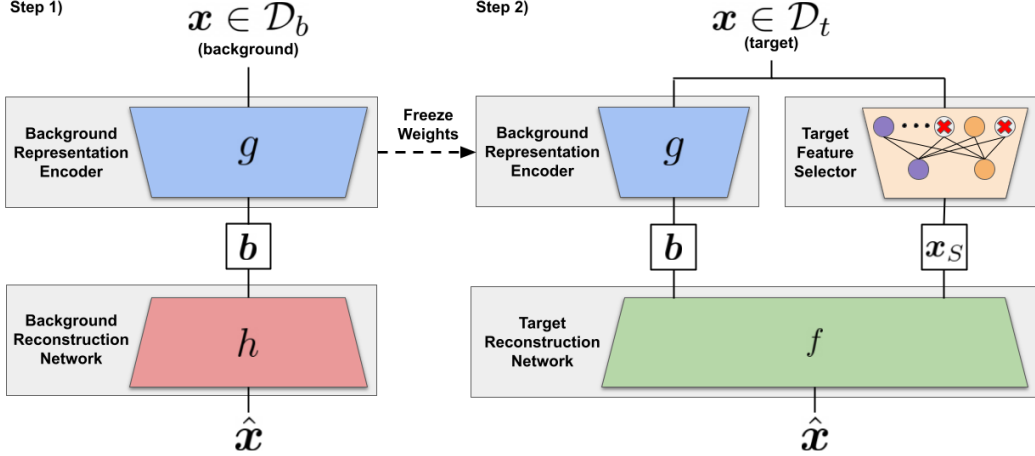 Step 1)
x ∈ D_b
(background)
Background
Representation
Encoder
g
b
Background
Reconstruction
Network
h
x̂
Freeze
Weights
Step 2)
x ∈ D_t
(target)
Background
Representation
Encoder
g
Target
Feature
Selector
b
x_S
Target
Reconstruction
Network
f
x̂